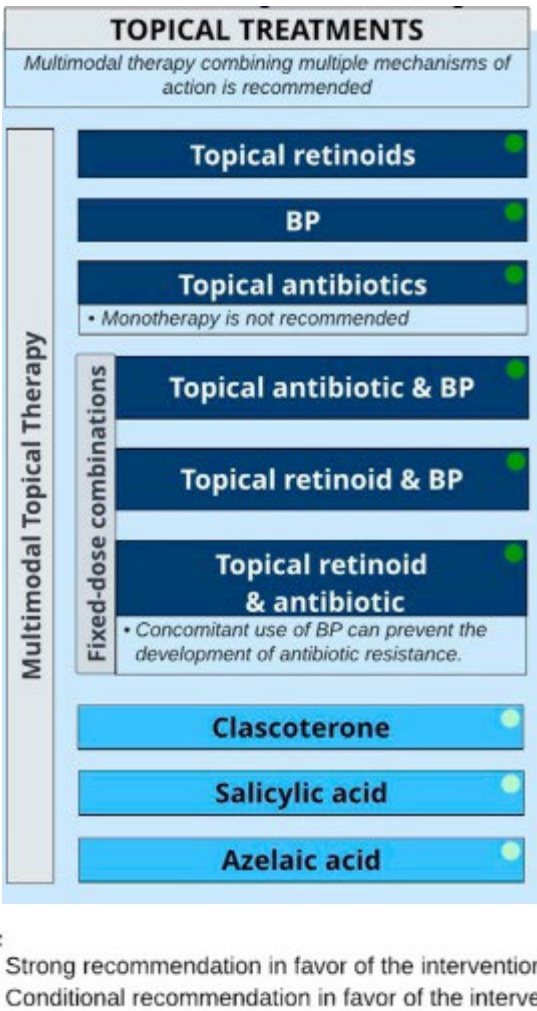 TOPICAL TREATMENTS
Multimodal therapy combining multiple mechanisms of
action is recommended
Multimodal Topical Therapy
Topical retinoids
BP
Topical antibiotics
• Monotherapy is not recommended
Fixed-dose combinations
Topical antibiotic & BP
Topical retinoid & BP
Topical retinoid
& antibiotic
• Concomitant use of BP can prevent the
development of antibiotic resistance.
Clascoterone
Salicylic acid
Azelaic acid
Strong recommendation in favor of the intervention
Conditional recommendation in favor of the interve